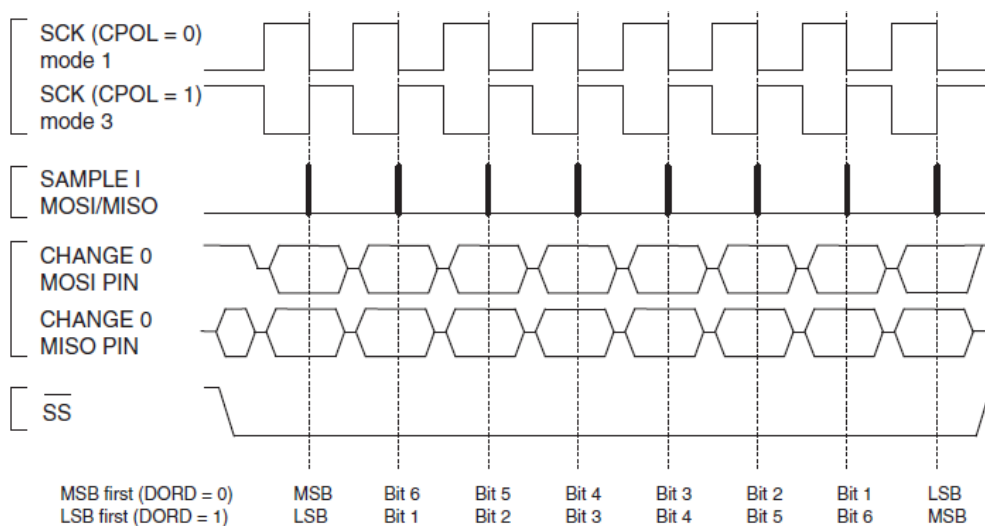 SCK (CPOL = 0)
mode 1
SCK (CPOL = 1)
mode 3
SAMPLE I
MOSI/MISO
CHANGE 0
MOSI PIN
CHANGE 0
MISO PIN
SS
MSB first (DORD = 0) MSB Bit 6 Bit 5 Bit 4 Bit 3 Bit 2 Bit 1 LSB
LSB first (DORD = 1) LSB Bit 1 Bit 2 Bit 3 Bit 4 Bit 5 Bit 6 MSB